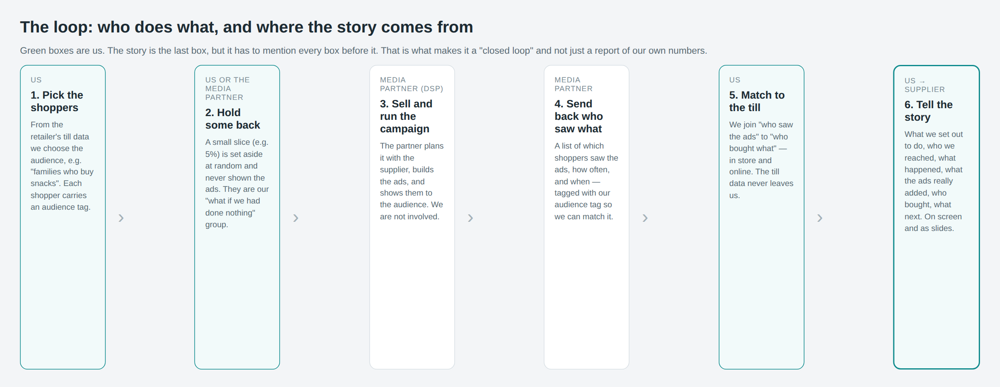 The loop: who does what, and where the story comes from
Green boxes are us. The story is the last box, but it has to mention every box before it. That is what makes it a "closed loop" and not just a report of our own numbers.
US
1. Pick the
shoppers
From the
retailer's till data
we choose the
audience, e.g.
"families who buy
snacks". Each
shopper carries
an audience tag.
›
US OR THE
MEDIA
PARTNER
2. Hold
some back
A small slice (e.g.
5%) is set aside
at random and
never shown the
ads. They are our
"what if we had
done nothing"
group.
›
MEDIA
PARTNER (DSP)
3. Sell and
run the
campaign
The partner plans
it with the
supplier, builds
the ads, and
shows them to
the audience. We
are not involved.
›
MEDIA
PARTNER
4. Send
back who
saw what
A list of which
shoppers saw the
ads, how often,
and when —
tagged with our
audience tag so
we can match it.
›
US
5. Match to
the till
We join "who saw
the ads" to "who
bought what" —
in store and
online. The till
data never leaves
us.
›
US →
SUPPLIER
6. Tell the
story
What we set out
to do, who we
reached, what
happened, what
the ads really
added, who
bought, what
next. On screen
and as slides.